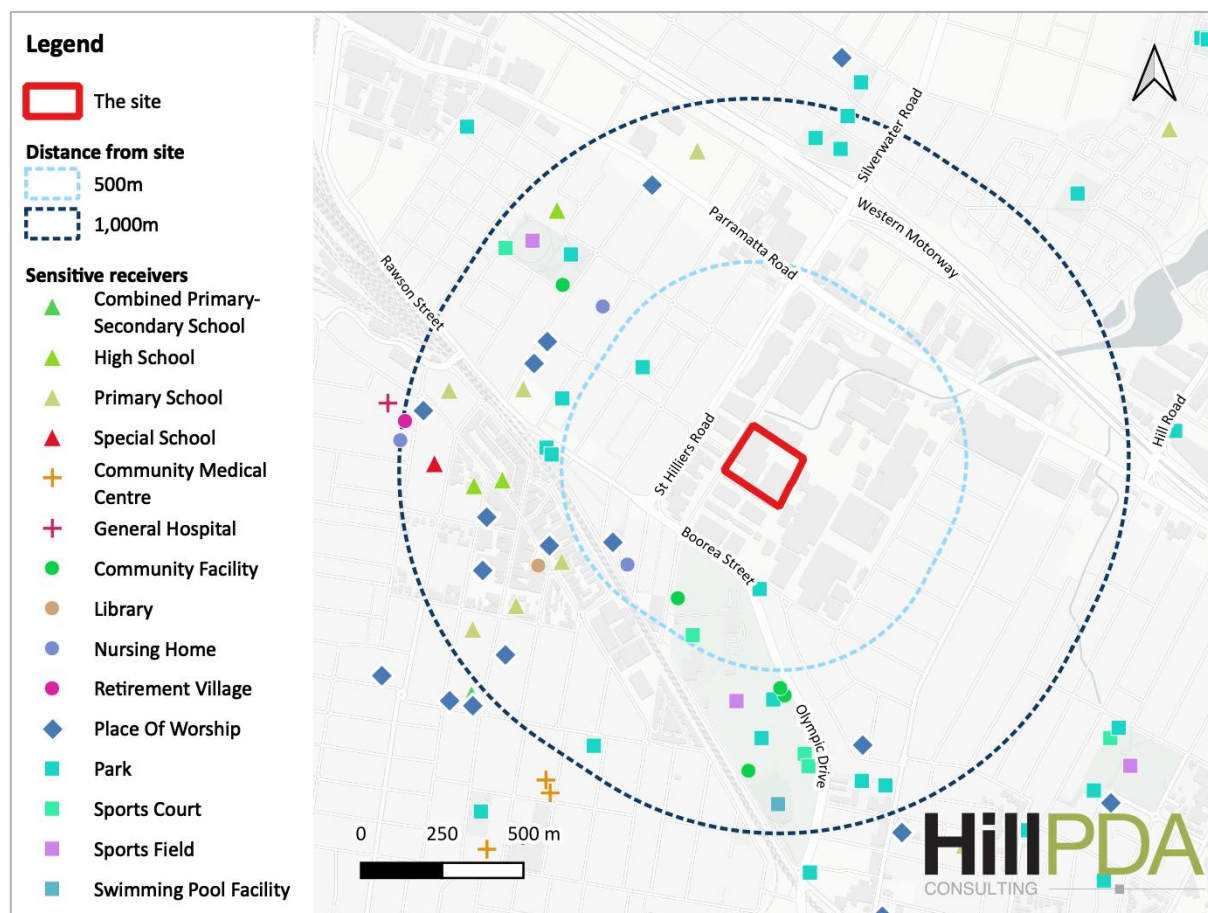 Legend
The site
Distance from site
500m
1,000m
Sensitive receivers
Combined Primary-
Secondary School
High School
Primary School
Special School
Community Medical
Centre
General Hospital
Community Facility
Library
Nursing Home
Retirement Village
Place Of Worship
Park
Sports Court
Sports Field
Swimming Pool Facility
Silverwater Road
Western Motorway
Parramatta Road
Rawson Street
Hill Road
St Hilliers Road
Boorea Street
Olympic Drive
0 250 500 m
HillPDA
CONSULTING